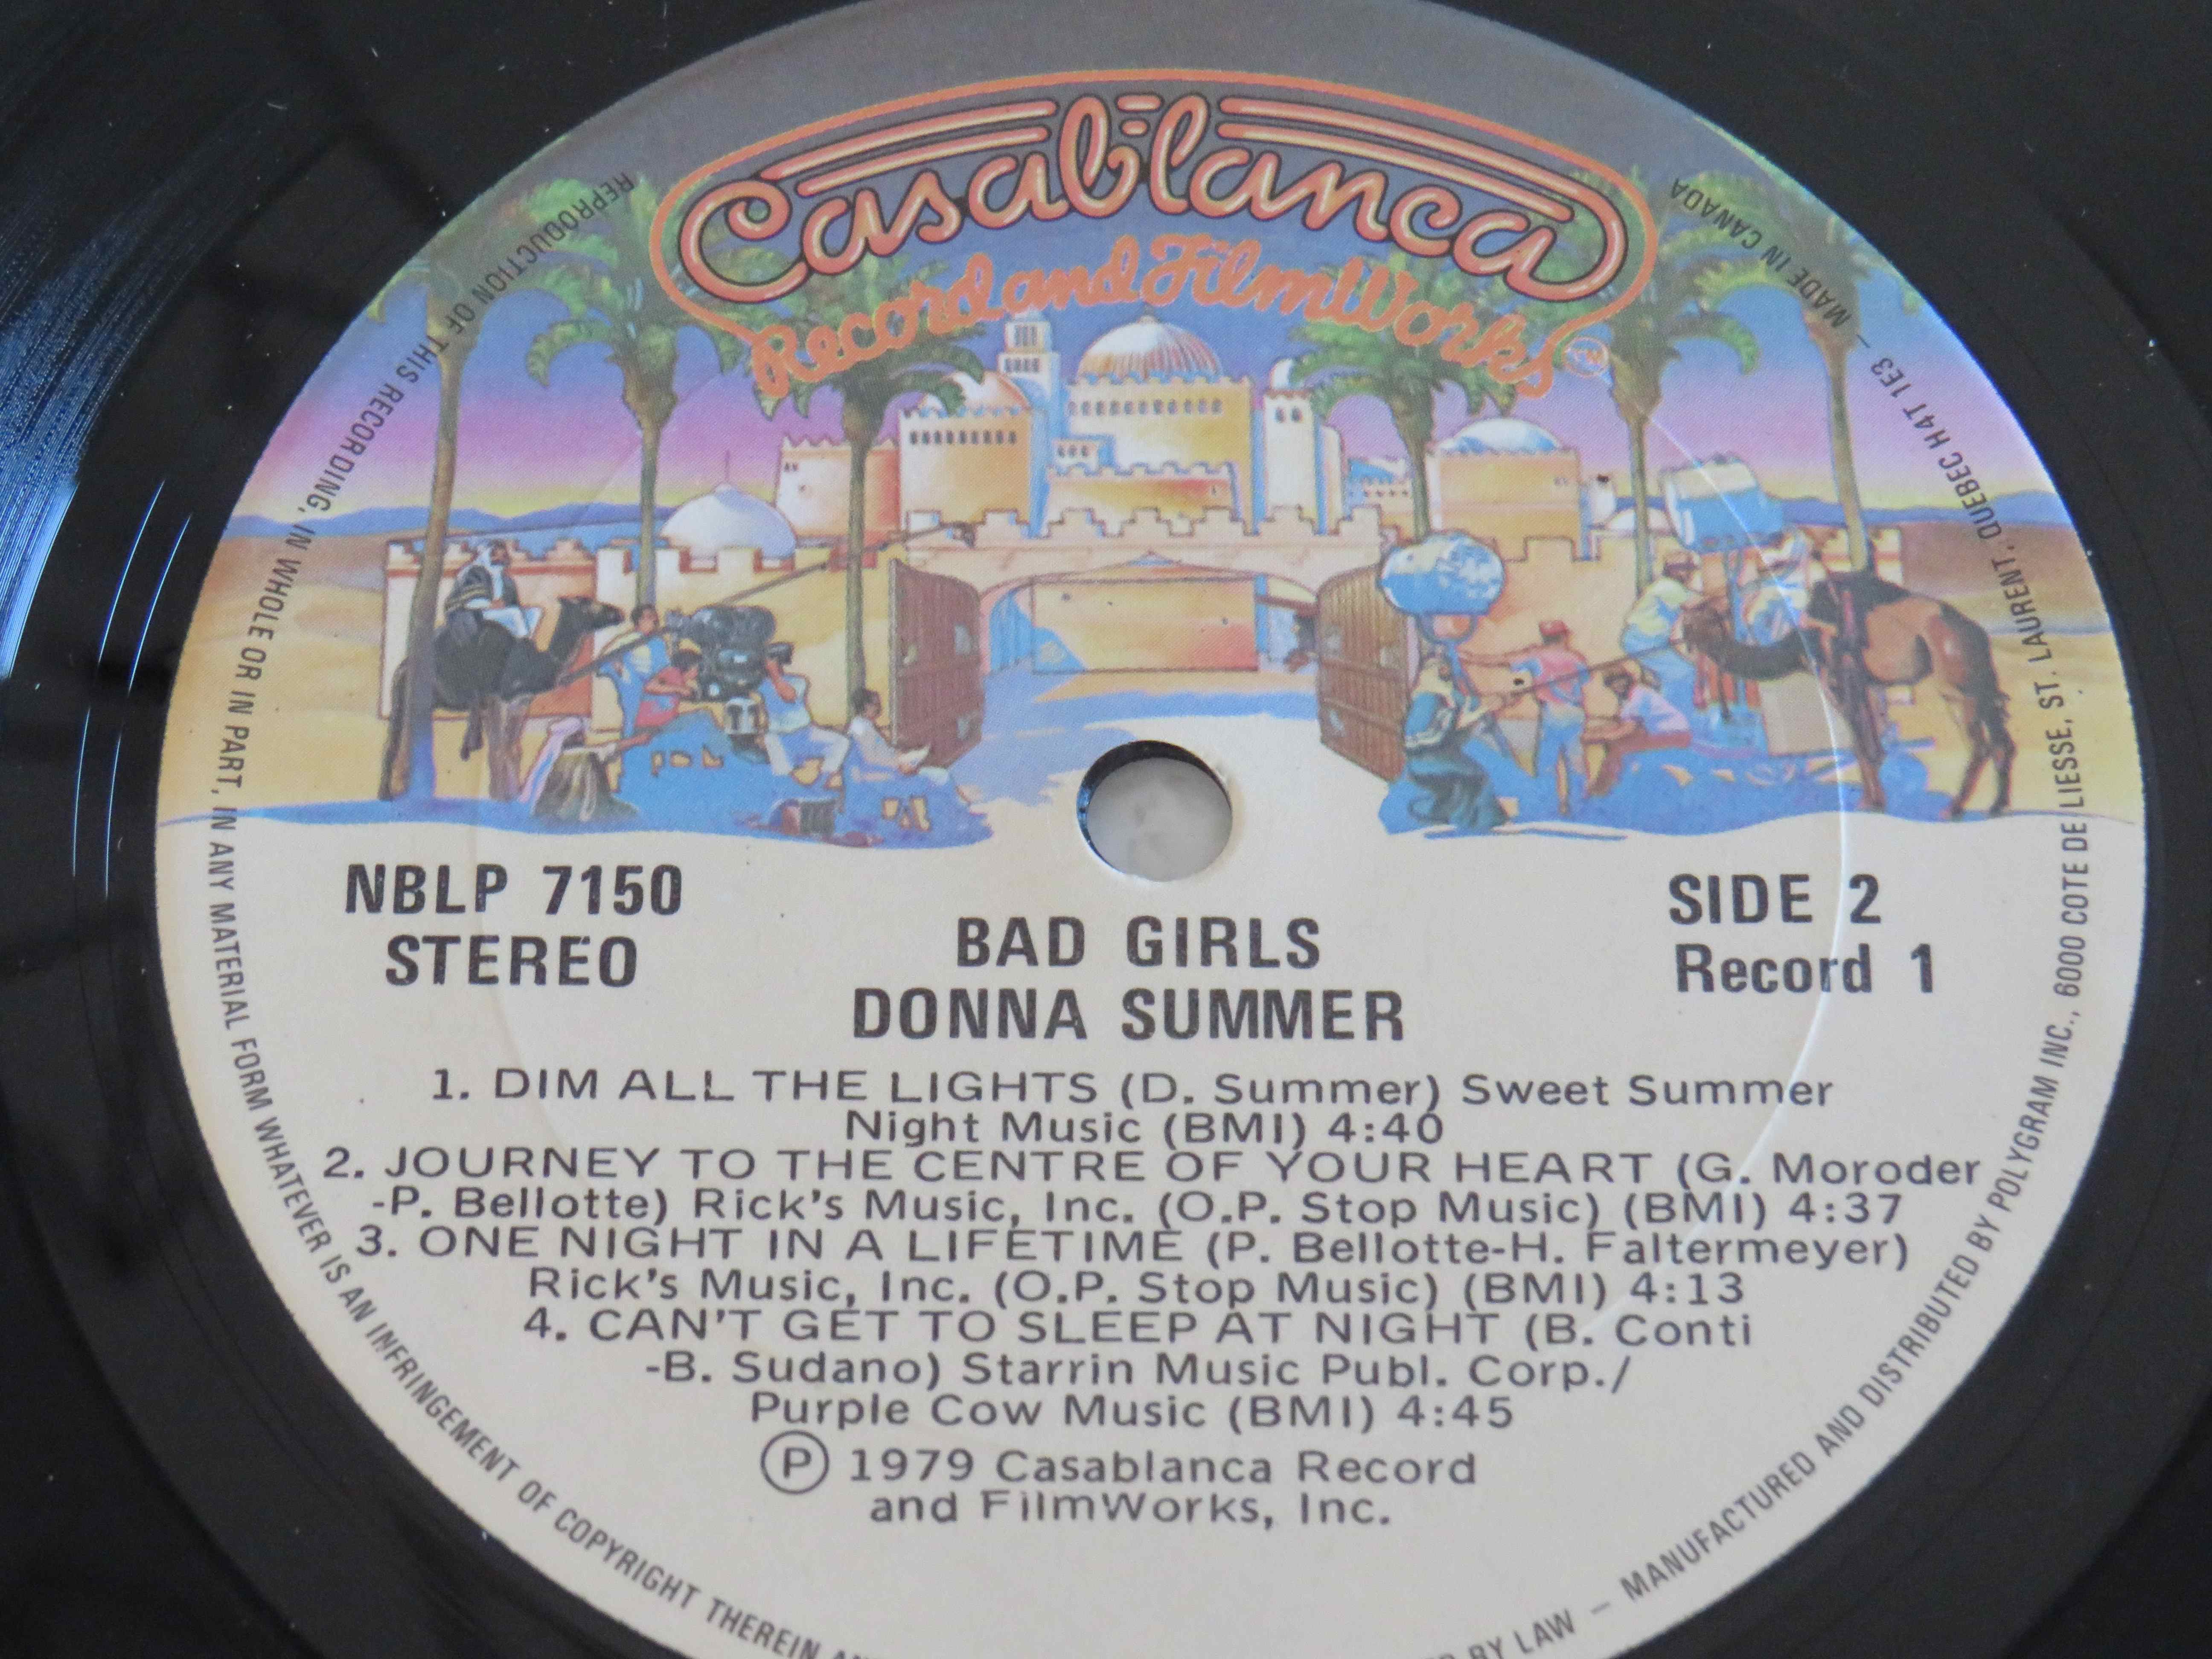 Casablanca
Record and FilmWorks TM
NBLP 7150
STEREO
SIDE 2
Record 1
BAD GIRLS
DONNA SUMMER
1. DIM ALL THE LIGHTS (D. Summer) Sweet Summer
Night Music (BMI) 4:40
2. JOURNEY TO THE CENTRE OF YOUR HEART (G. Moroder
-P. Bellotte) Rick's Music, Inc. (O.P. Stop Music) (BMI) 4:37
3. ONE NIGHT IN A LIFETIME (P. Bellotte-H. Faltermeyer)
Rick's Music, Inc. (O.P. Stop Music) (BMI) 4:13
4. CAN'T GET TO SLEEP AT NIGHT (B. Conti
-B. Sudano) Starrin Music Publ. Corp./
Purple Cow Music (BMI) 4:45
Ⓟ 1979 Casablanca Record
and FilmWorks, Inc.
REPRODUCTION OF THIS RECORDING, IN WHOLE OR IN PART, IN ANY MATERIAL FORM WHATEVER IS AN INFRINGEMENT OF COPYRIGHT THEREIN
BY LAW — MANUFACTURED AND DISTRIBUTED BY POLYGRAM INC., 6000 COTE DE LIESSE, ST. LAURENT, QUEBEC H4T 1E3 — MADE IN CANADA